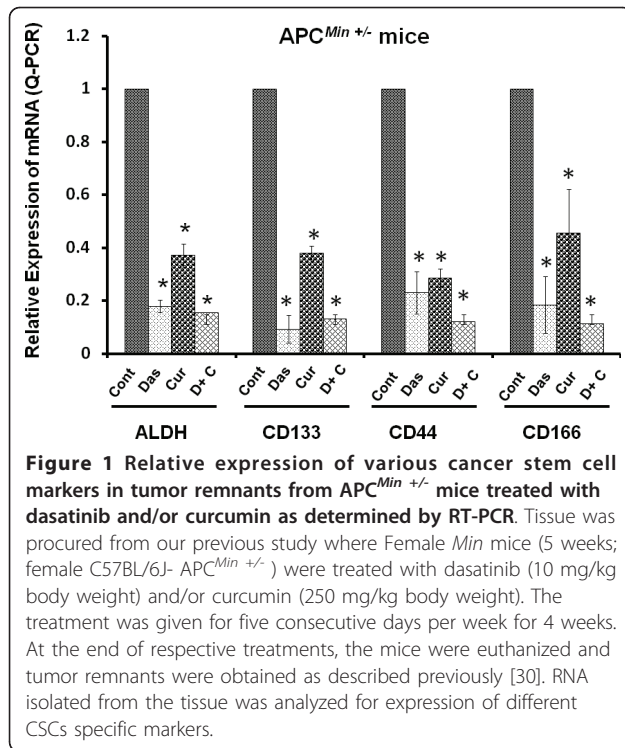 APC^Min +/- mice
Relative Expression of mRNA (Q-PCR)
1.2
1
0.8
0.6
0.4
0.2
0
* * * * * * * * * * * *
Cont Das Cur D+ C Cont Das Cur D+ C Cont Das Cur D+ C Cont Das Cur D+ C
ALDH CD133 CD44 CD166
Figure 1 Relative expression of various cancer stem cell
markers in tumor remnants from APC^Min +/- mice treated with
dasatinib and/or curcumin as determined by RT-PCR. Tissue was
procured from our previous study where Female Min mice (5 weeks;
female C57BL/6J- APC^Min +/- ) were treated with dasatinib (10 mg/kg
body weight) and/or curcumin (250 mg/kg body weight). The
treatment was given for five consecutive days per week for 4 weeks.
At the end of respective treatments, the mice were euthanized and
tumor remnants were obtained as described previously [30]. RNA
isolated from the tissue was analyzed for expression of different
CSCs specific markers.